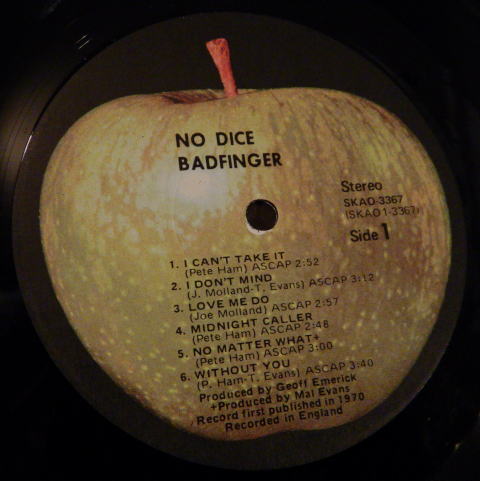 NO DICE
BADFINGER
Stereo
SKAO-3367
(SKAO1-3367)
Side 1
1. I CAN'T TAKE IT
(Pete Ham) ASCAP 2:52
2. I DON'T MIND
(J. Molland-T. Evans) ASCAP 3:12
3. LOVE ME DO
(Joe Molland) ASCAP 2:57
4. MIDNIGHT CALLER
(Pete Ham) ASCAP 2:48
5. NO MATTER WHAT+
(Pete Ham) ASCAP 3:00
6. WITHOUT YOU
(P. Ham-T. Evans) ASCAP 3:40
Produced by Geoff Emerick
+Produced by Mal Evans
Record first published in 1970
Recorded in England